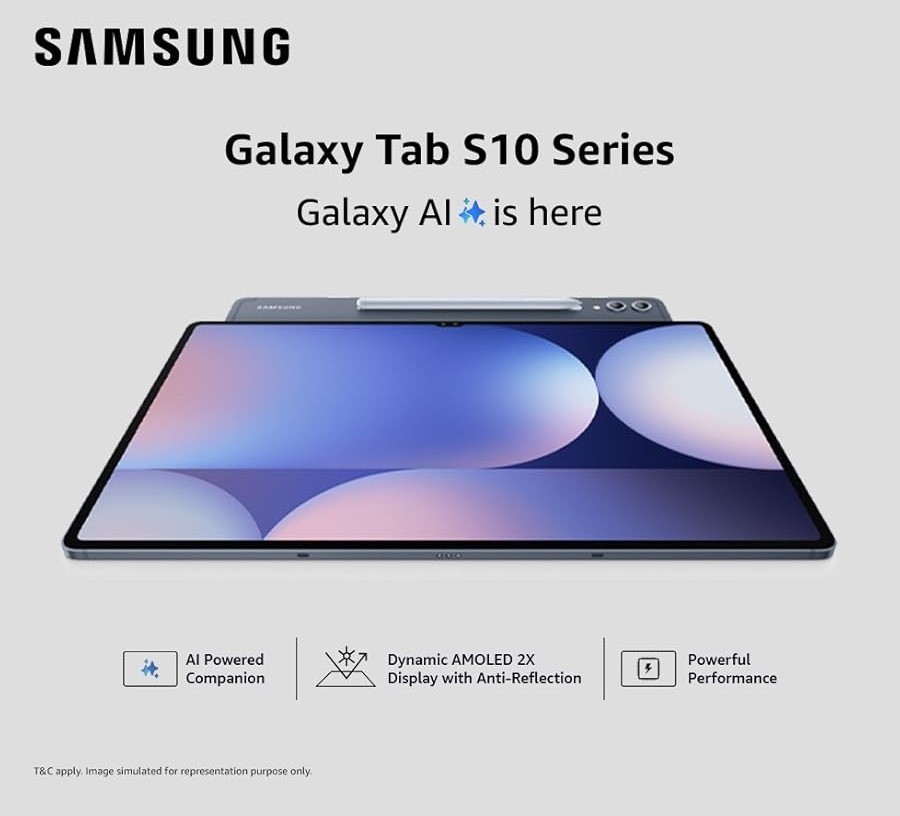 SAMSUNG
Galaxy Tab S10 Series
Galaxy AI is here
SAMSUNG
AI Powered
Companion
Dynamic AMOLED 2X
Display with Anti-Reflection
Powerful
Performance
T&C apply. Image simulated for representation purpose only.